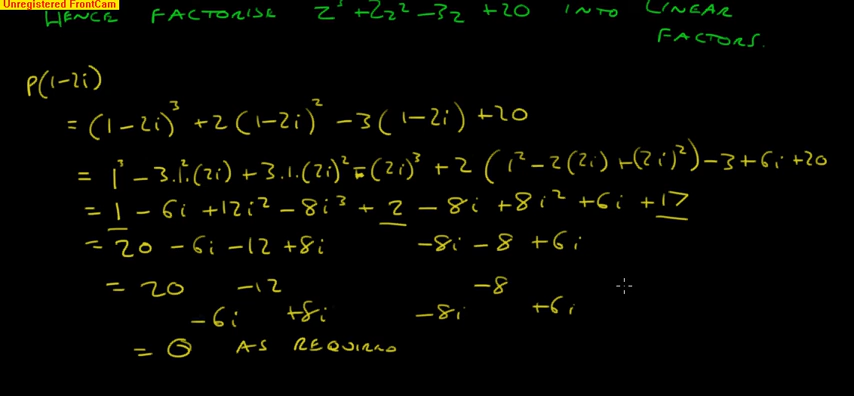 Unregistered FrontCam
HENCE FACTORISE z³ + 2z² - 3z + 20 INTO LINEAR
FACTORS.
P(1-2i)
= (1-2i)³ + 2(1-2i)² - 3(1-2i) + 20
= 1³ - 3.1².(2i) + 3.1.(2i)² - (2i)³ + 2(1² - 2(2i) + (2i)²) - 3 + 6i + 20
= 1 - 6i + 12i² - 8i³ + 2 - 8i + 8i² + 6i + 17
= 20 - 6i - 12 + 8i - 8i - 8 + 6i
= 20 -12 -8
-6i +8i -8i +6i
= 0 AS REQUIRED